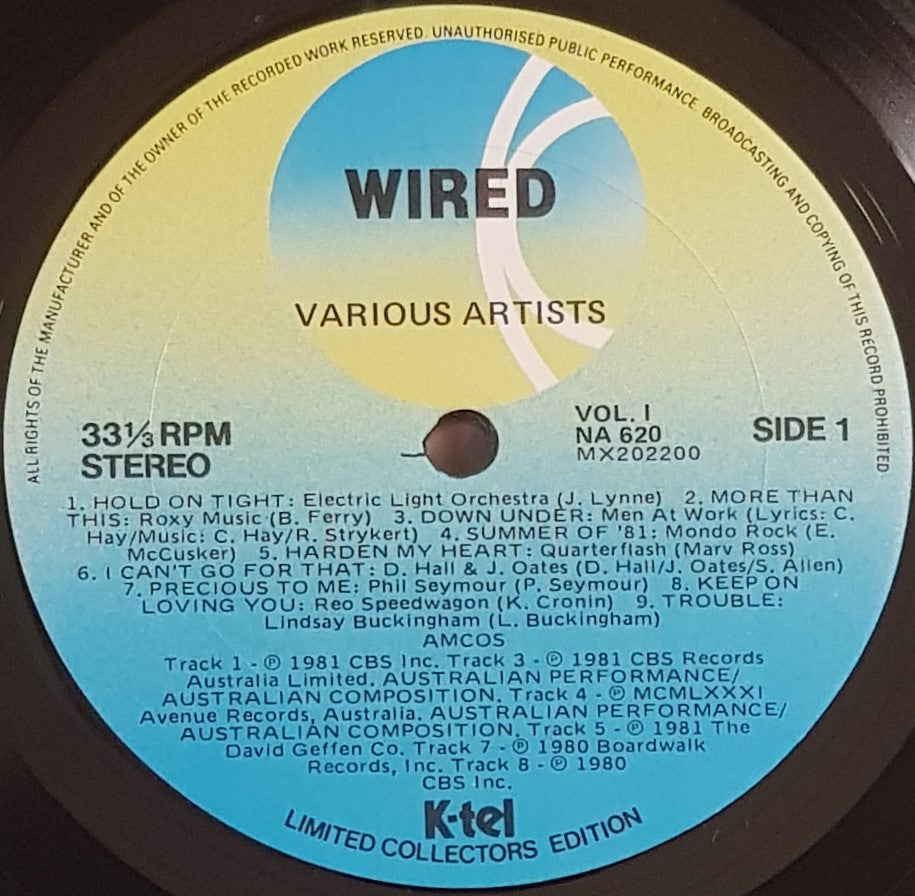 ALL RIGHTS OF THE MANUFACTURER AND OF THE OWNER OF THE RECORDED WORK RESERVED. UNAUTHORISED PUBLIC PERFORMANCE, BROADCASTING AND COPYING OF THIS RECORD PROHIBITED
WIRED
VARIOUS ARTISTS
33⅓ RPM
STEREO
VOL. I
NA 620
MX202200
SIDE 1
1. HOLD ON TIGHT: Electric Light Orchestra (J. Lynne) 2. MORE THAN
THIS: Roxy Music (B. Ferry) 3. DOWN UNDER: Men At Work (Lyrics: C.
Hay/Music: C. Hay/R. Strykert) 4. SUMMER OF '81: Mondo Rock (E.
McCusker) 5. HARDEN MY HEART: Quarterflash (Marv Ross)
6. I CAN'T GO FOR THAT: D. Hall & J. Oates (D. Hall/J. Oates/S. Allen)
7. PRECIOUS TO ME: Phil Seymour (P. Seymour) 8. KEEP ON
LOVING YOU: Reo Speedwagon (K. Cronin) 9. TROUBLE:
Lindsay Buckingham (L. Buckingham)
AMCOS
Track 1 - ℗ 1981 CBS Inc. Track 3 - ℗ 1981 CBS Records
Australia Limited. AUSTRALIAN PERFORMANCE/
AUSTRALIAN COMPOSITION. Track 4 - ℗ MCMLXXXI
Avenue Records, Australia. AUSTRALIAN PERFORMANCE/
AUSTRALIAN COMPOSITION. Track 5 - ℗ 1981 The
David Geffen Co. Track 7 - ℗ 1980 Boardwalk
Records, Inc. Track 8 - ℗ 1980
CBS Inc.
K-tel
LIMITED COLLECTORS EDITION